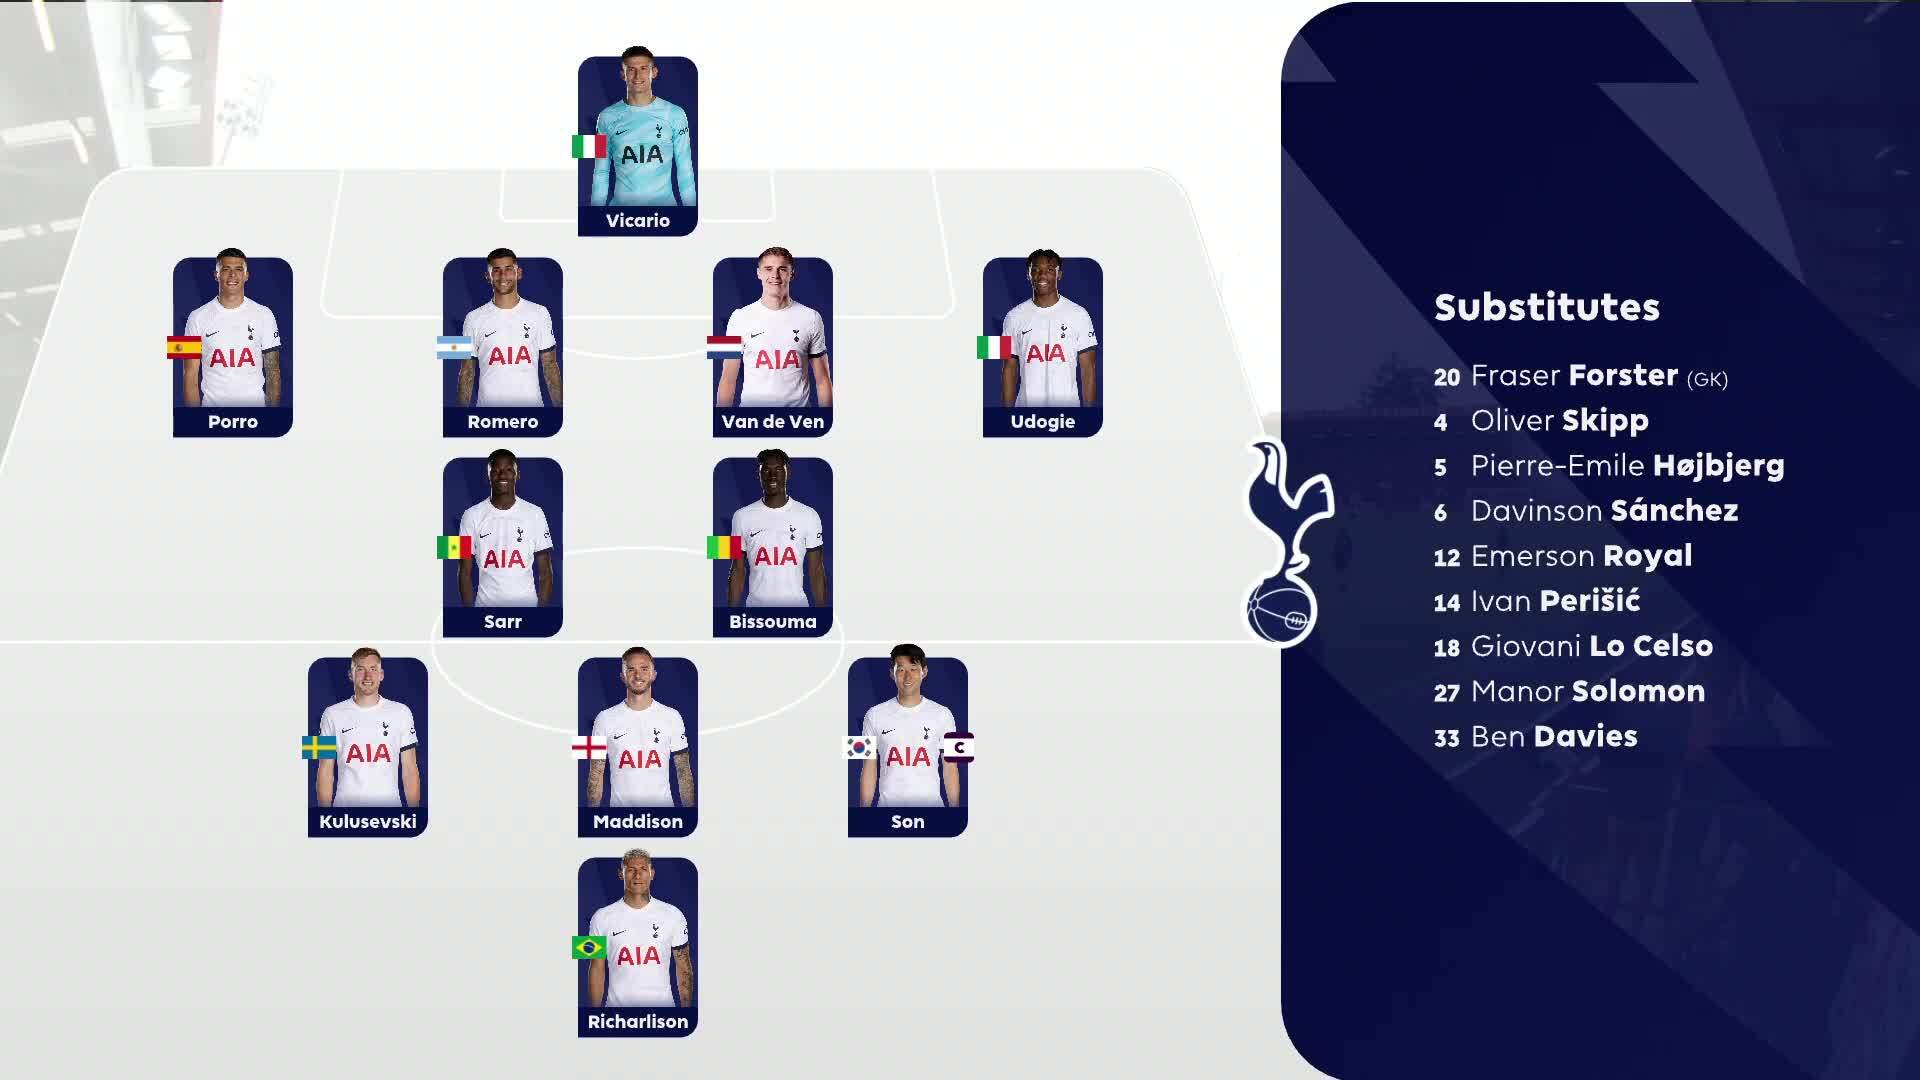 AIA
Vicario
AIA
Porro
AIA
Romero
AIA
Van de Ven
AIA
Udogie
AIA
Sarr
AIA
Bissouma
AIA
Kulusevski
AIA
Maddison
AIA
C
Son
AIA
Richarlison
Substitutes
20 Fraser Forster (GK)
4 Oliver Skipp
5 Pierre-Emile Højbjerg
6 Davinson Sánchez
12 Emerson Royal
14 Ivan Perišić
18 Giovani Lo Celso
27 Manor Solomon
33 Ben Davies